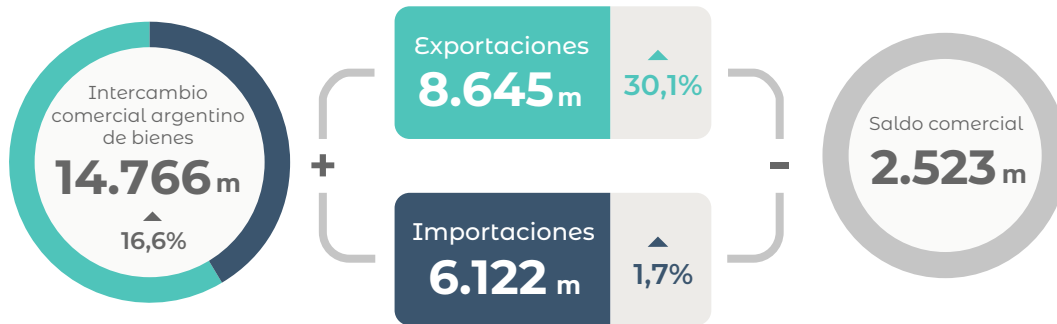 Intercambio
comercial argentino
de bienes
14.766 m
16,6%
+
Exportaciones
8.645 m
30,1%
Importaciones
6.122 m
1,7%
-
Saldo comercial
2.523 m